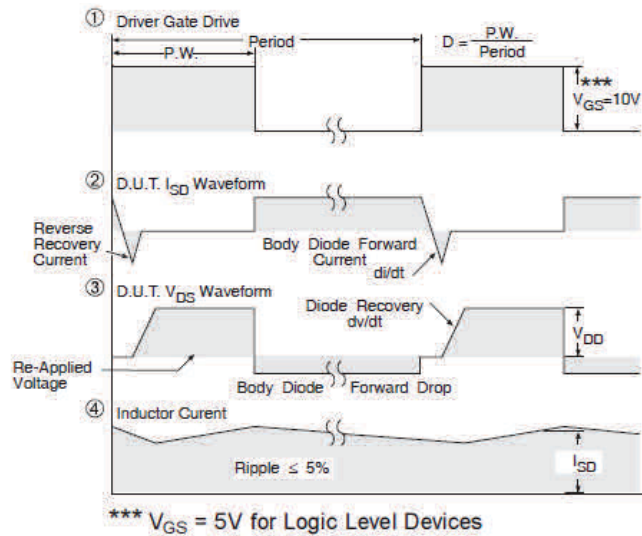 ① Driver Gate Drive
Period
P.W.
D = P.W. / Period
***
VGS=10V
② D.U.T. ISD Waveform
Reverse
Recovery
Current
Body Diode Forward
Current
di/dt
③ D.U.T. VDS Waveform
Diode Recovery
dv/dt
VDD
Re-Applied
Voltage
Body Diode Forward Drop
④ Inductor Curent
Ripple ≤ 5%
ISD
*** VGS = 5V for Logic Level Devices